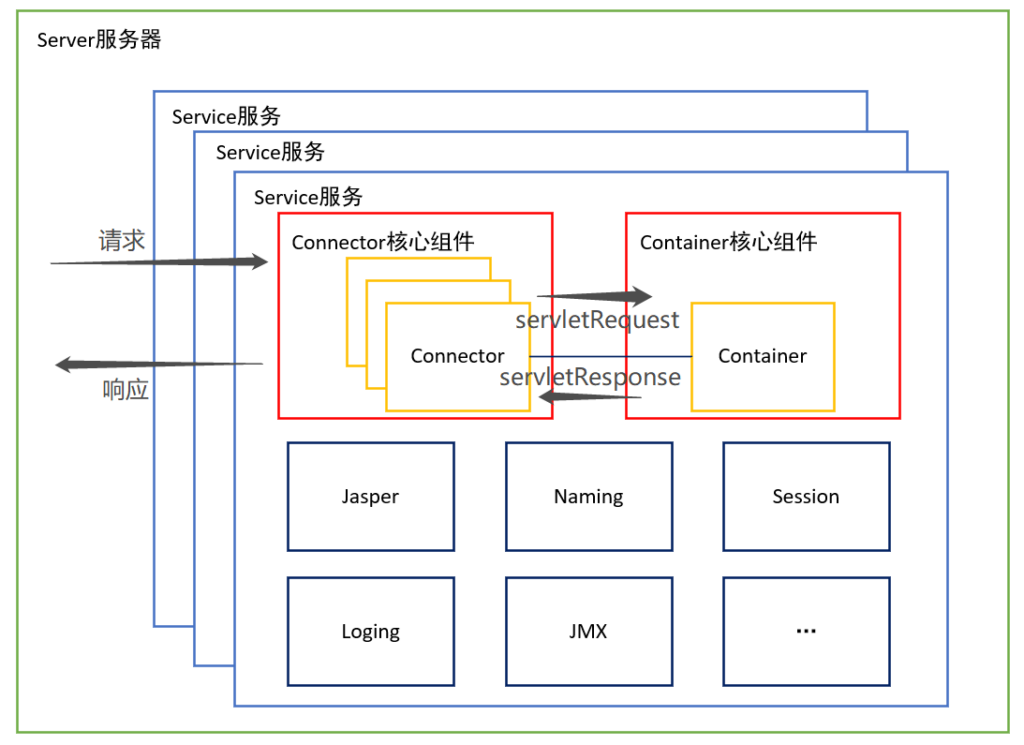 Server服务器
Service服务
Service服务
Service服务
请求
Connector核心组件
Container核心组件
servletRequest
Connector
Container
servletResponse
响应
Jasper
Naming
Session
Loging
JMX
...